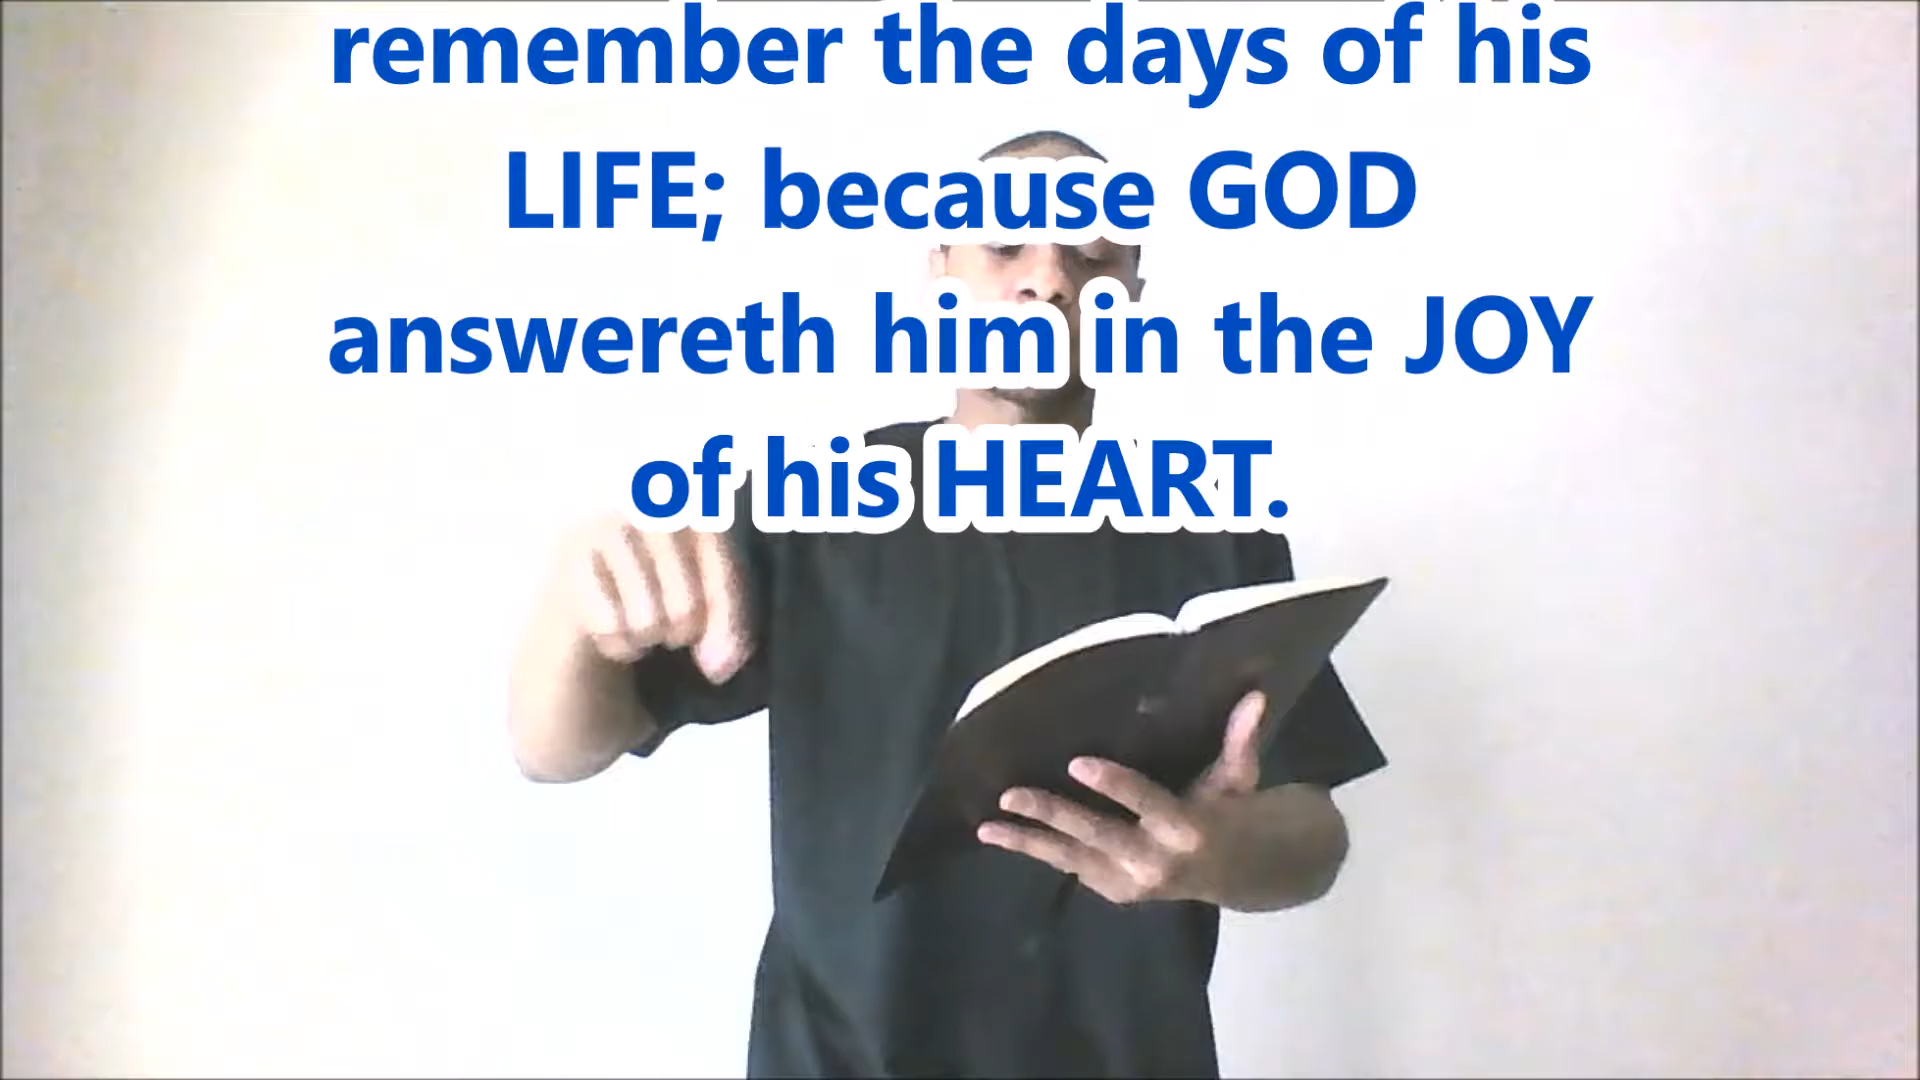 remember the days of his
LIFE; because GOD
answereth him in the JOY
of his HEART.